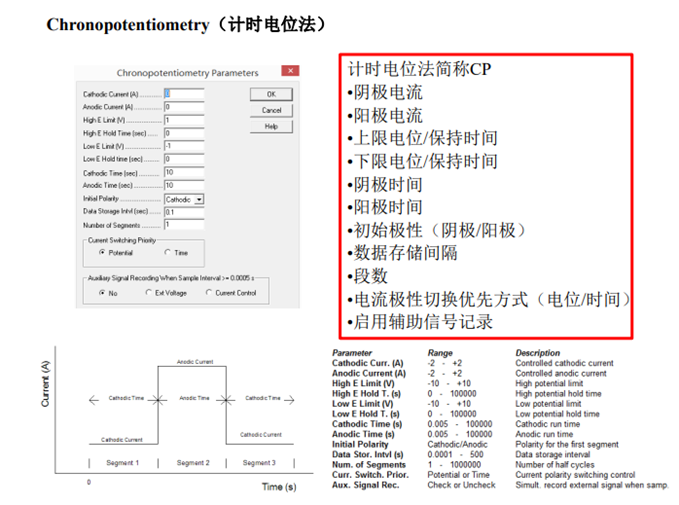 Chronopotentiometry（计时电位法）
Chronopotentiometry Parameters
Cathodic Current (A)
0
OK
Anodic Current (A)
0
Cancel
High E Limit (V)
1
High E Hold Time (sec)
0
Help
Low E Limit (V)
-1
Low E Hold time (sec)
0
Cathodic Time (sec)
10
Anodic Time (sec)
10
Initial Polarity
Cathodic
Data Storage Intvl (sec)
0.1
Number of Segments
1
Current Switching Priority
Potential
Time
Auxiliary Signal Recording When Sample Interval >= 0.0005 s
No
Ext Voltage
Current Control
计时电位法简称CP
•阴极电流
•阳极电流
•上限电位/保持时间
•下限电位/保持时间
•阴极时间
•阳极时间
•初始极性（阴极/阳极）
•数据存储间隔
•段数
•电流极性切换优先方式（电位/时间）
•启用辅助信号记录
Current (A)
Anodic Current
Cathodic Time
Anodic Time
Cathodic Time
Cathodic Current
Cathodic Current
Segment 1
Segment 2
Segment 3
0
Time (s)
Parameter Range Description
Cathodic Curr. (A) -2 - +2 Controlled cathodic current
Anodic Current (A) -2 - +2 Controlled anodic current
High E Limit (V) -10 - +10 High potential limit
High E Hold T. (s) 0 - 100000 High potential hold time
Low E Limit (V) -10 - +10 Low potential limit
Low E Hold T. (s) 0 - 100000 Low potential hold time
Cathodic Time (s) 0.005 - 100000 Cathodic run time
Anodic Time (s) 0.005 - 100000 Anodic run time
Initial Polarity Cathodic/Anodic Polarity for the first segment
Data Stor. Intvl (s) 0.0001 - 500 Data storage interval
Num. of Segments 1 - 1000000 Number of half cycles
Curr. Switch. Prior. Potential or Time Current polarity switching control
Aux. Signal Rec. Check or Uncheck Simult. record external signal when samp.